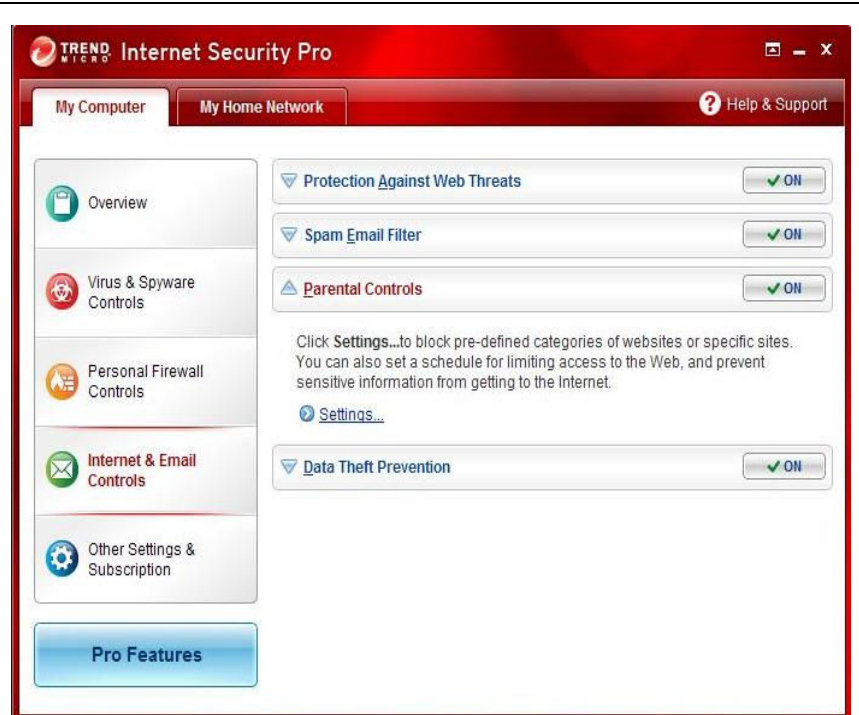 TREND MICRO Internet Security Pro
My Computer
My Home Network
? Help & Support
Overview
Virus & Spyware
Controls
Personal Firewall
Controls
Internet & Email
Controls
Other Settings &
Subscription
Pro Features
Protection Against Web Threats
ON
Spam Email Filter
ON
Parental Controls
ON
Click Settings...to block pre-defined categories of websites or specific sites.
You can also set a schedule for limiting access to the Web, and prevent
sensitive information from getting to the Internet.
Settings...
Data Theft Prevention
ON